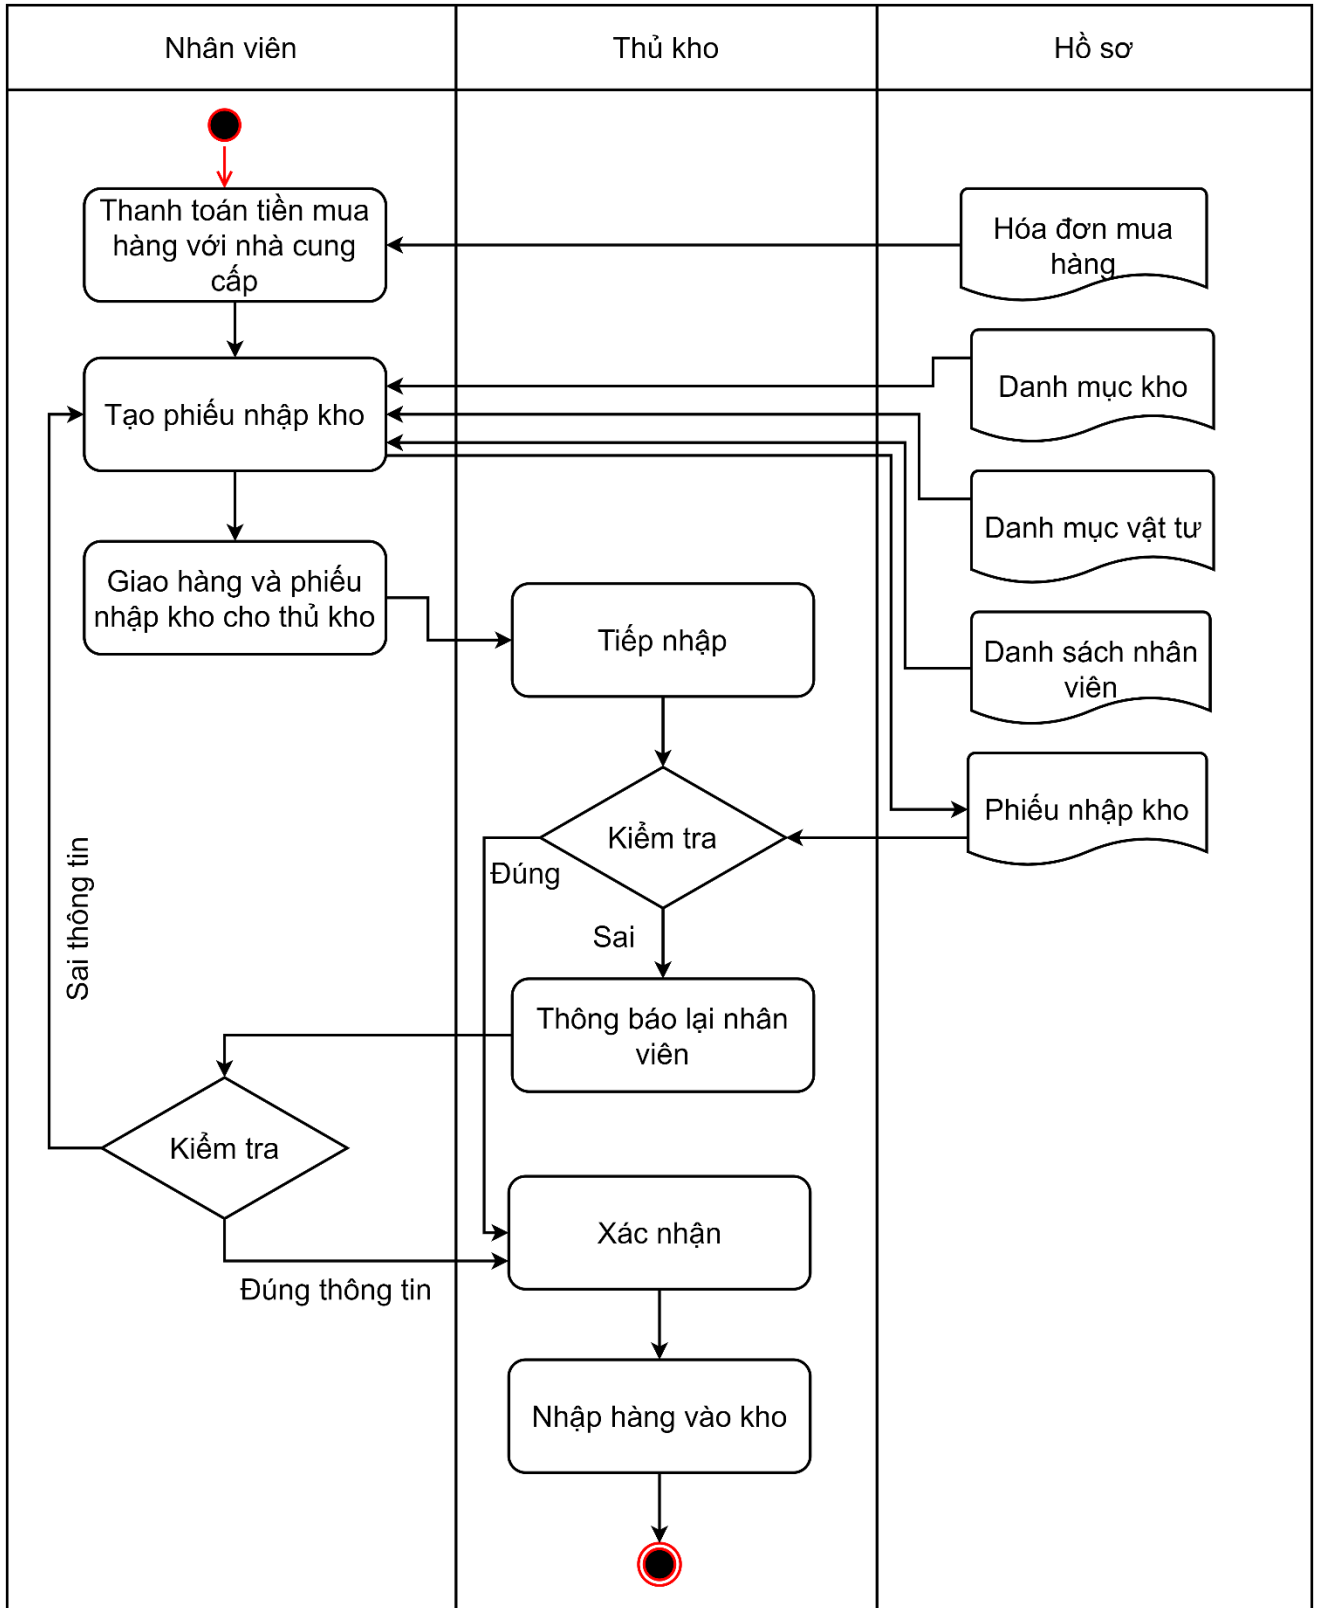 Nhân viên
Thủ kho
Hồ sơ
Thanh toán tiền mua
hàng với nhà cung
cấp
Hóa đơn mua
hàng
Tạo phiếu nhập kho
Danh mục kho
Danh mục vật tư
Giao hàng và phiếu
nhập kho cho thủ kho
Tiếp nhập
Danh sách nhân
viên
Phiếu nhập kho
Kiểm tra
Đúng
Sai
Sai thông tin
Thông báo lại nhân
viên
Kiểm tra
Đúng thông tin
Xác nhận
Nhập hàng vào kho